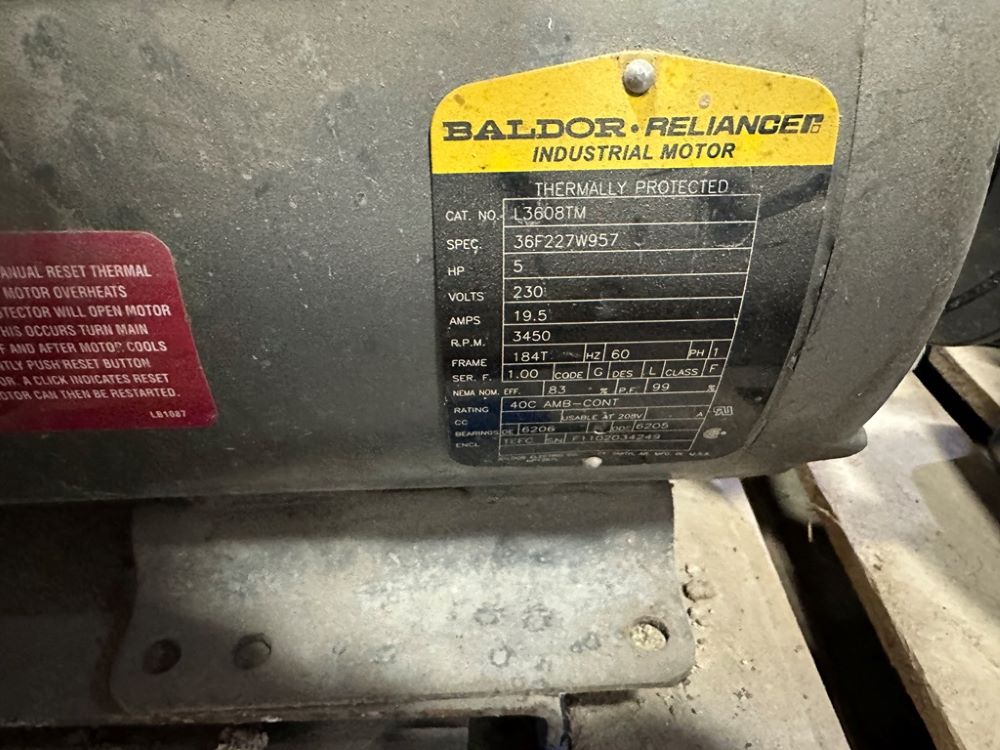 BALDOR • RELIANCE
INDUSTRIAL MOTOR
THERMALLY PROTECTED
CAT. NO. L3608TM
SPEC. 36F227W957
HP 5
VOLTS 230
AMPS 19.5
R.P.M. 3450
FRAME 184T HZ 60 PH 1
SER. F. 1.00 CODE G DES L CLASS F
NEMA NOM. EFF. 83 % P.F. 99 %
RATING 40C AMB-CONT
CC USABLE AT 208V A
BEARINGS DE 6206 ODE 6205
ENCL TEFC SN F1102034249
ANUAL RESET THERMAL
MOTOR OVERHEATS
TECTOR WILL OPEN MOTOR
HIS OCCURS TURN MAIN
F AND AFTER MOTOR COOLS
NTLY PUSH RESET BUTTON
OR. A CLICK INDICATES RESET
OTOR CAN THEN BE RESTARTED.
LB1087